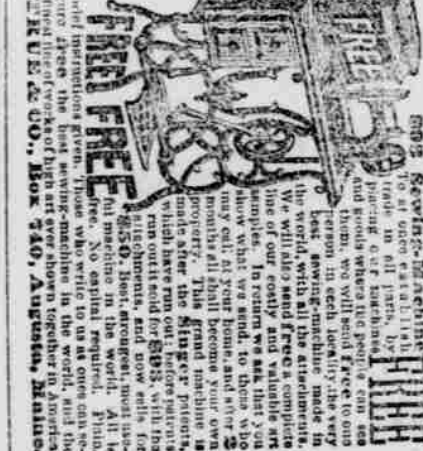 FREE
FREE
FREE FREE
Sewing-Machine
To at once establish
trade in all parts, by
placing our machines
and goods where the people can see
them, we will send free to one
person in each locality, the very
best sewing-machine made in
the world, with all the attachments.
We will also send free a complete
line of our costly and valuable art
samples. In return we ask that you
show what we send, to those who
may call at your home, and after 2
months all shall become your own
property. This grand machine is
made after the Singer patents,
which have run out: before patents
run out it sold for $93, with the
attachments, and now sells for
$50. Best, strongest, most use-
ful machine in the world. All is
free. No capital required. Plain,
brief instructions given. Those who write to us at once can se-
cure free the best sewing-machine in the world, and the
finest line of works of high art ever shown together in America.
TRUE & CO., Box 740, Augusta, Maine.